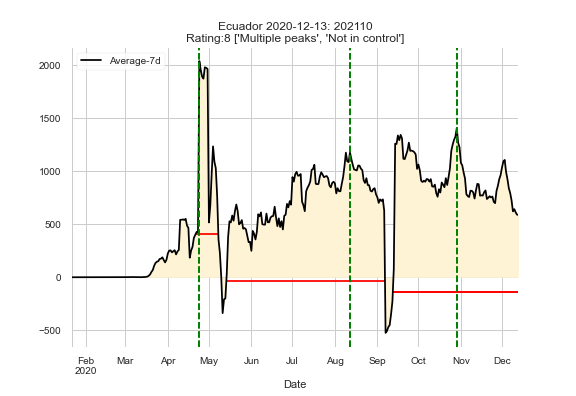 Ecuador 2020-12-13: 202110
Rating:8 ['Multiple peaks', 'Not in control']
Average-7d
2000
1500
1000
500
0
−500
Feb Mar Apr May Jun Jul Aug Sep Oct Nov Dec
2020
Date